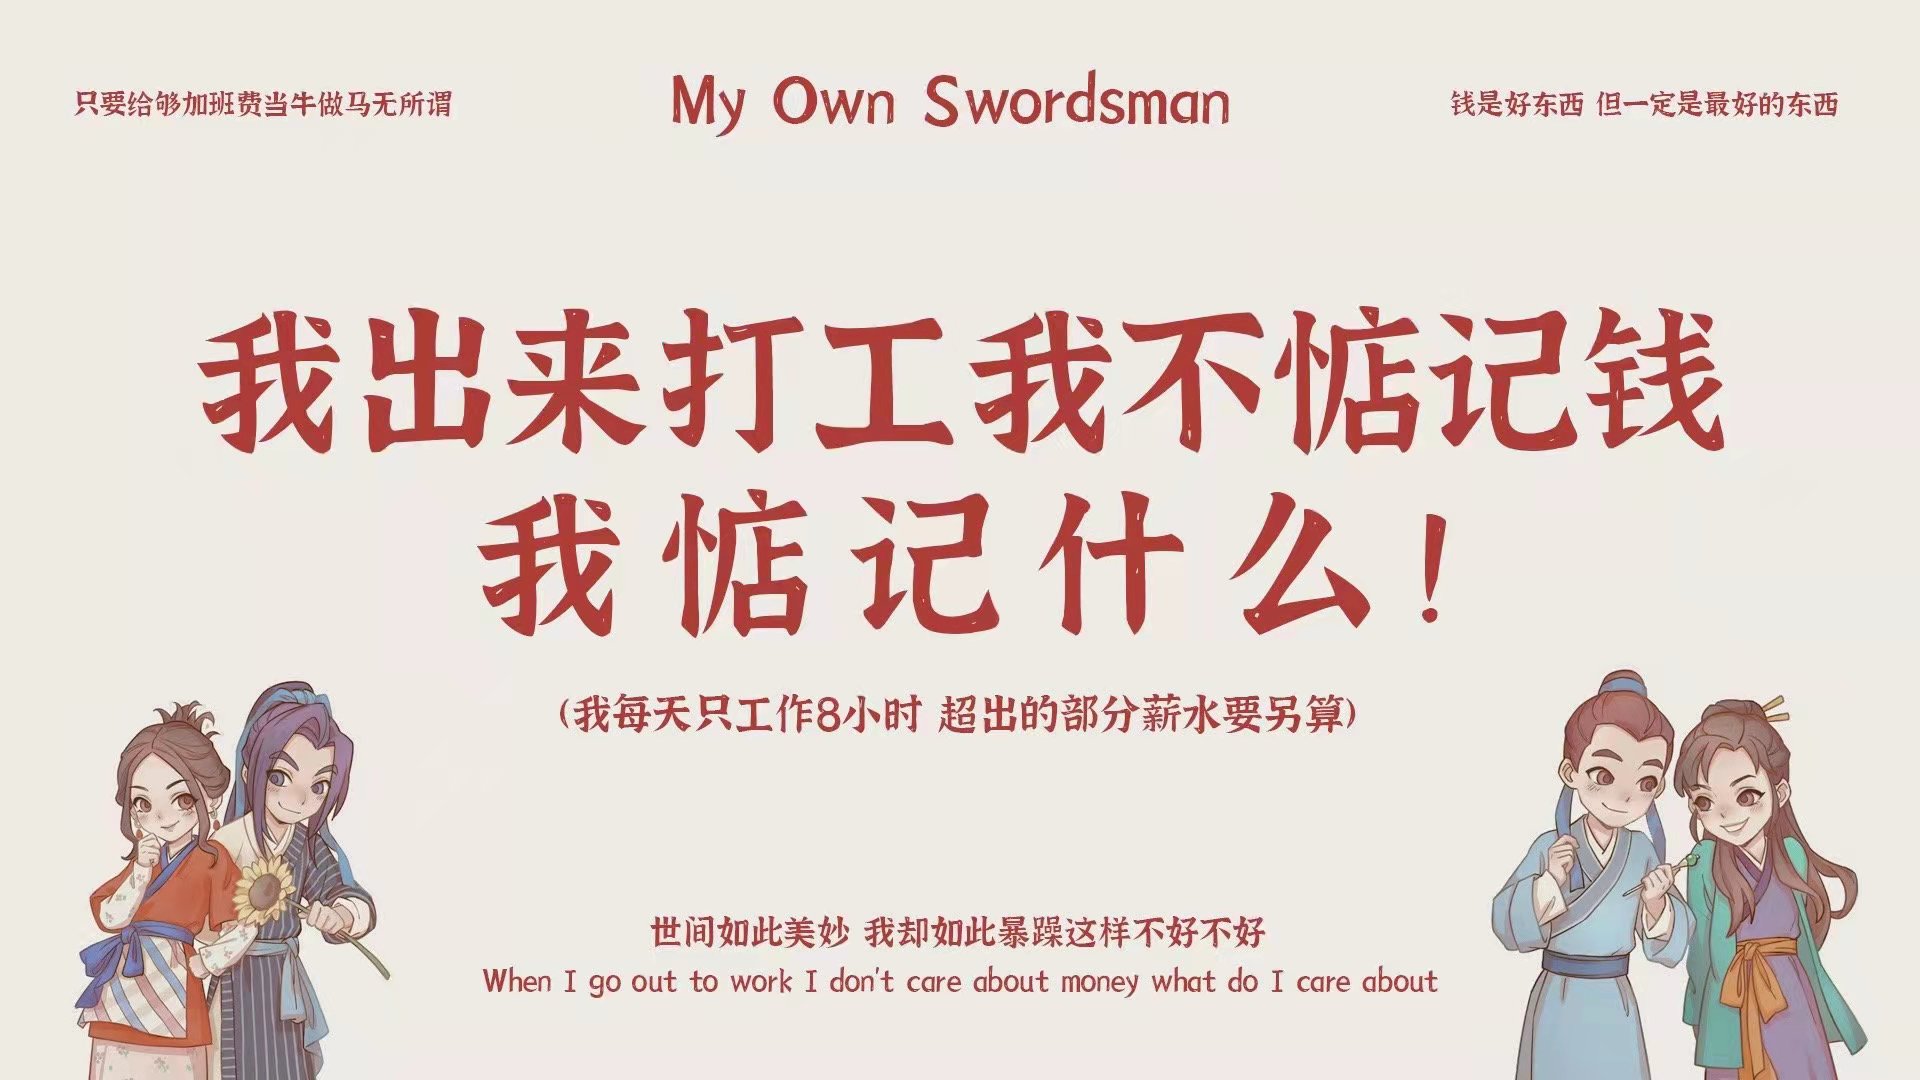 只要给够加班费当牛做马无所谓
My Own Swordsman
钱是好东西 但一定是最好的东西
我出来打工我不惦记钱
我惦记什么!
(我每天只工作8小时 超出的部分薪水要另算)
世间如此美妙 我却如此暴躁这样不好不好
When I go out to work I don't care about money what do I care about